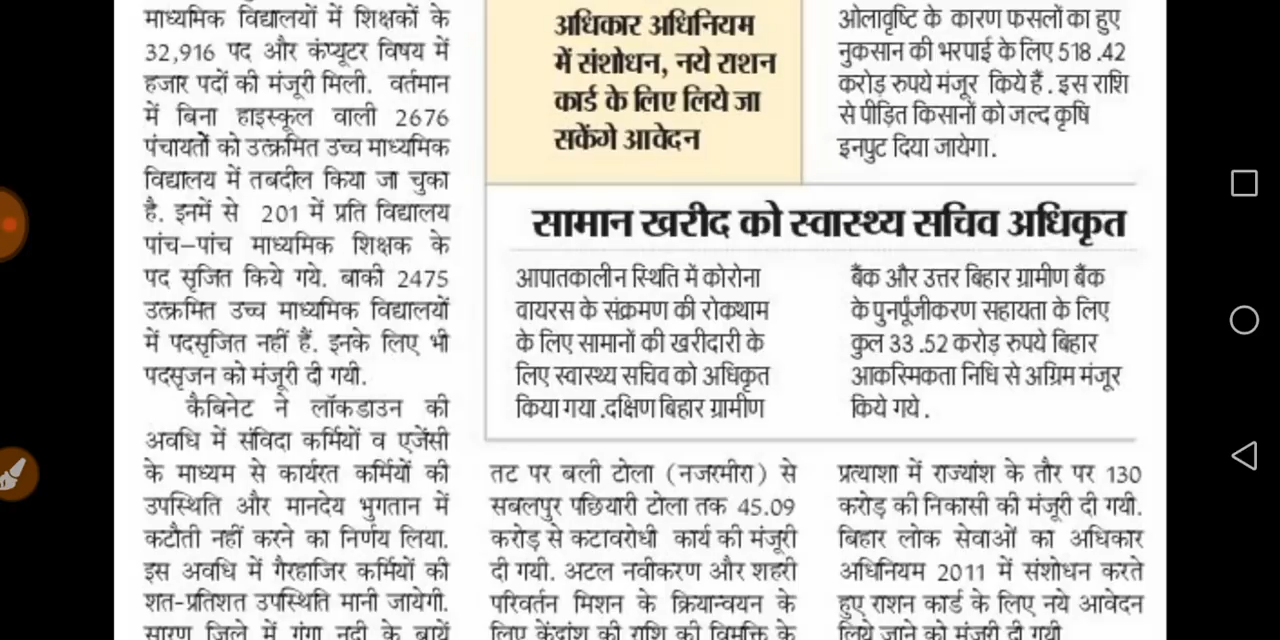 माध्यमिक विद्यालयों में शिक्षकों के
32,916 पद और कंप्यूटर विषय में
हजार पदों की मंजूरी मिली. वर्तमान
में बिना हाइस्कूल वाली 2676
पंचायतों को उत्क्रमित उच्च माध्यमिक
विद्यालय में तबदील किया जा चुका
है. इनमें से 201 में प्रति विद्यालय
पांच-पांच माध्यमिक शिक्षक के
पद सृजित किये गये. बाकी 2475
उत्क्रमित उच्च माध्यमिक विद्यालयों
में पदसृजित नहीं हैं. इनके लिए भी
पदसृजन को मंजूरी दी गयी.
कैबिनेट ने लॉकडाउन की
अवधि में संविदा कर्मियों व एजेंसी
के माध्यम से कार्यरत कर्मियों की
उपस्थिति और मानदेय भुगतान में
कटौती नहीं करने का निर्णय लिया.
इस अवधि में गैरहाजिर कर्मियों की
शत-प्रतिशत उपस्थिति मानी जायेगी.
सारण जिले में गंगा नदी के बायें
अधिकार अधिनियम
में संशोधन, नये राशन
कार्ड के लिए लिये जा
सकेंगे आवेदन
ओलावृष्टि के कारण फसलों का हुए
नुकसान की भरपाई के लिए 518 .42
करोड़ रुपये मंजूर किये हैं . इस राशि
से पीड़ित किसानों को जल्द कृषि
इनपुट दिया जायेगा.
सामान खरीद को स्वास्थ्य सचिव अधिकृत
आपातकालीन स्थिति में कोरोना
वायरस के संक्रमण की रोकथाम
के लिए सामानों की खरीदारी के
लिए स्वास्थ्य सचिव को अधिकृत
किया गया .दक्षिण बिहार ग्रामीण
बैंक और उत्तर बिहार ग्रामीण बैंक
के पुनर्पूंजीकरण सहायता के लिए
कुल 33 .52 करोड़ रुपये बिहार
आकस्मिकता निधि से अग्रिम मंजूर
किये गये .
तट पर बली टोला (नजरमीरा) से
सबलपुर पछियारी टोला तक 45.09
करोड़ से कटावरोधी कार्य की मंजूरी
दी गयी. अटल नवीकरण और शहरी
परिवर्तन मिशन के क्रियान्वयन के
लिए केंद्रांश की राशि की विमुक्ति के
प्रत्याशा में राज्यांश के तौर पर 130
करोड़ की निकासी की मंजूरी दी गयी.
बिहार लोक सेवाओं का अधिकार
अधिनियम 2011 में संशोधन करते
हुए राशन कार्ड के लिए नये आवेदन
लिये जाने को मंजूरी दी गयी